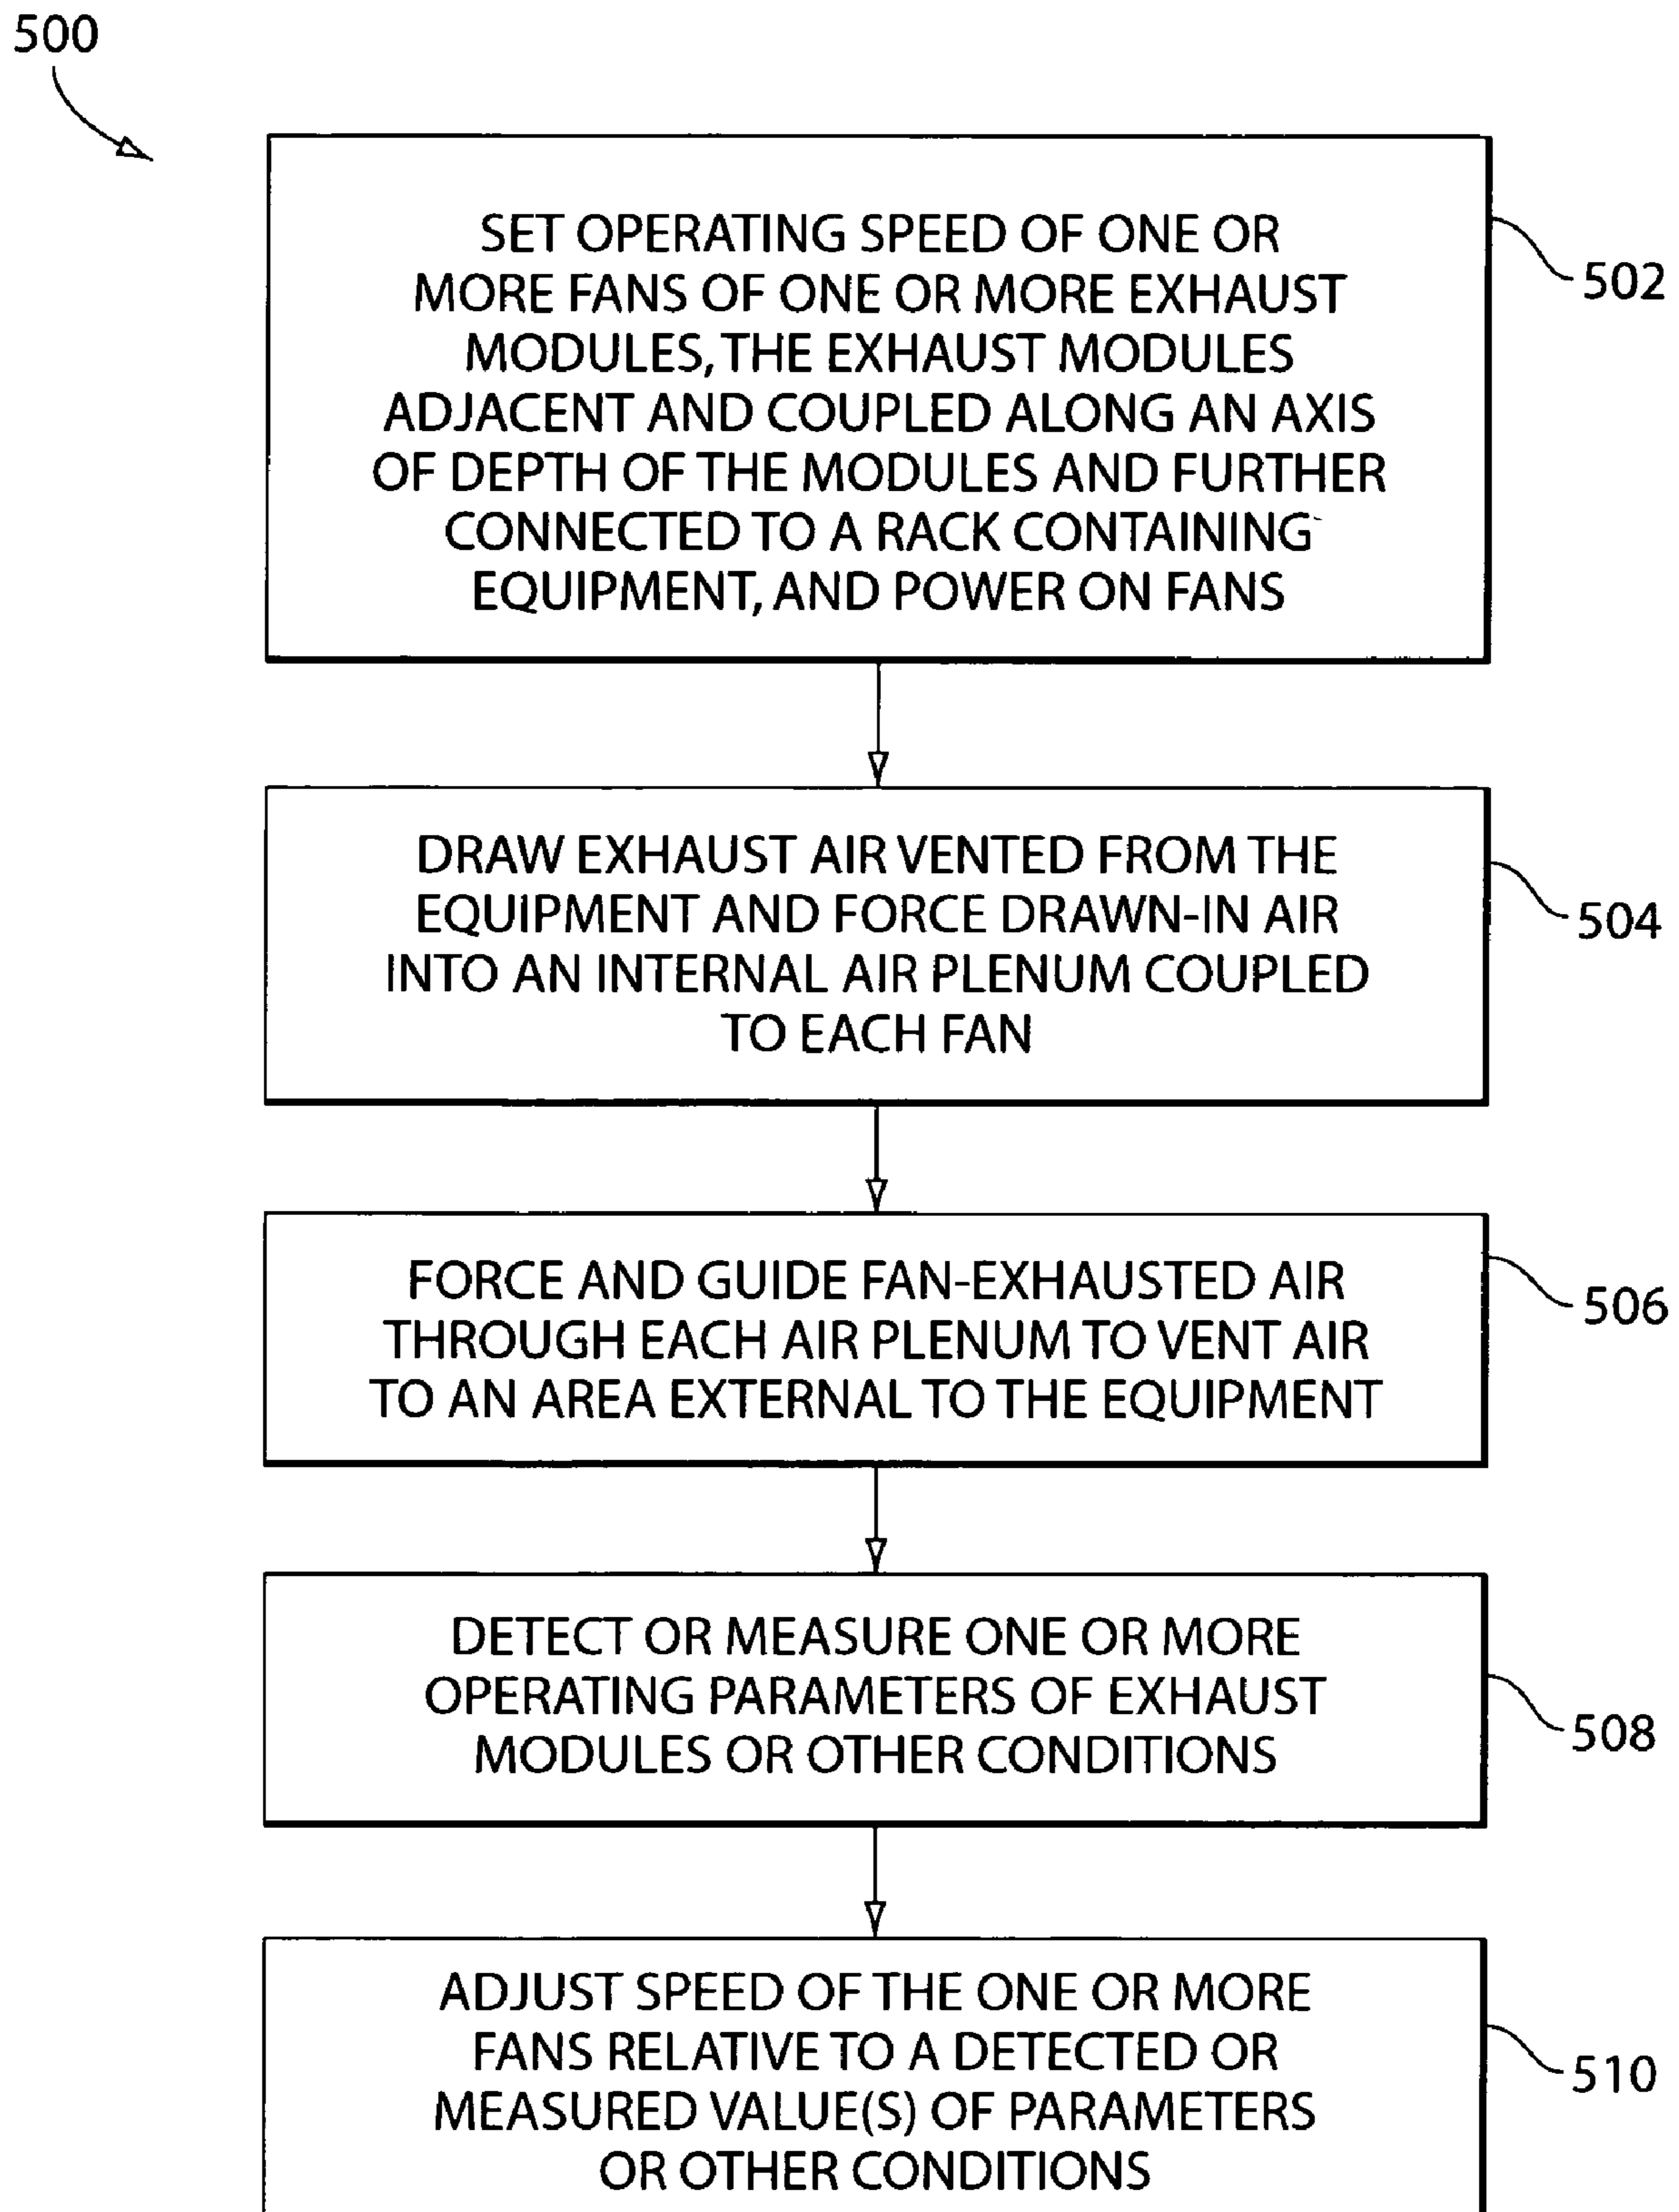 500
SET OPERATING SPEED OF ONE OR
MORE FANS OF ONE OR MORE EXHAUST
MODULES, THE EXHAUST MODULES
ADJACENT AND COUPLED ALONG AN AXIS
OF DEPTH OF THE MODULES AND FURTHER
CONNECTED TO A RACK CONTAINING
EQUIPMENT, AND POWER ON FANS
502
DRAW EXHAUST AIR VENTED FROM THE
EQUIPMENT AND FORCE DRAWN-IN AIR
INTO AN INTERNAL AIR PLENUM COUPLED
TO EACH FAN
504
FORCE AND GUIDE FAN-EXHAUSTED AIR
THROUGH EACH AIR PLENUM TO VENT AIR
TO AN AREA EXTERNAL TO THE EQUIPMENT
506
DETECT OR MEASURE ONE OR MORE
OPERATING PARAMETERS OF EXHAUST
MODULES OR OTHER CONDITIONS
508
ADJUST SPEED OF THE ONE OR MORE
FANS RELATIVE TO A DETECTED OR
MEASURED VALUE(S) OF PARAMETERS
OR OTHER CONDITIONS
510